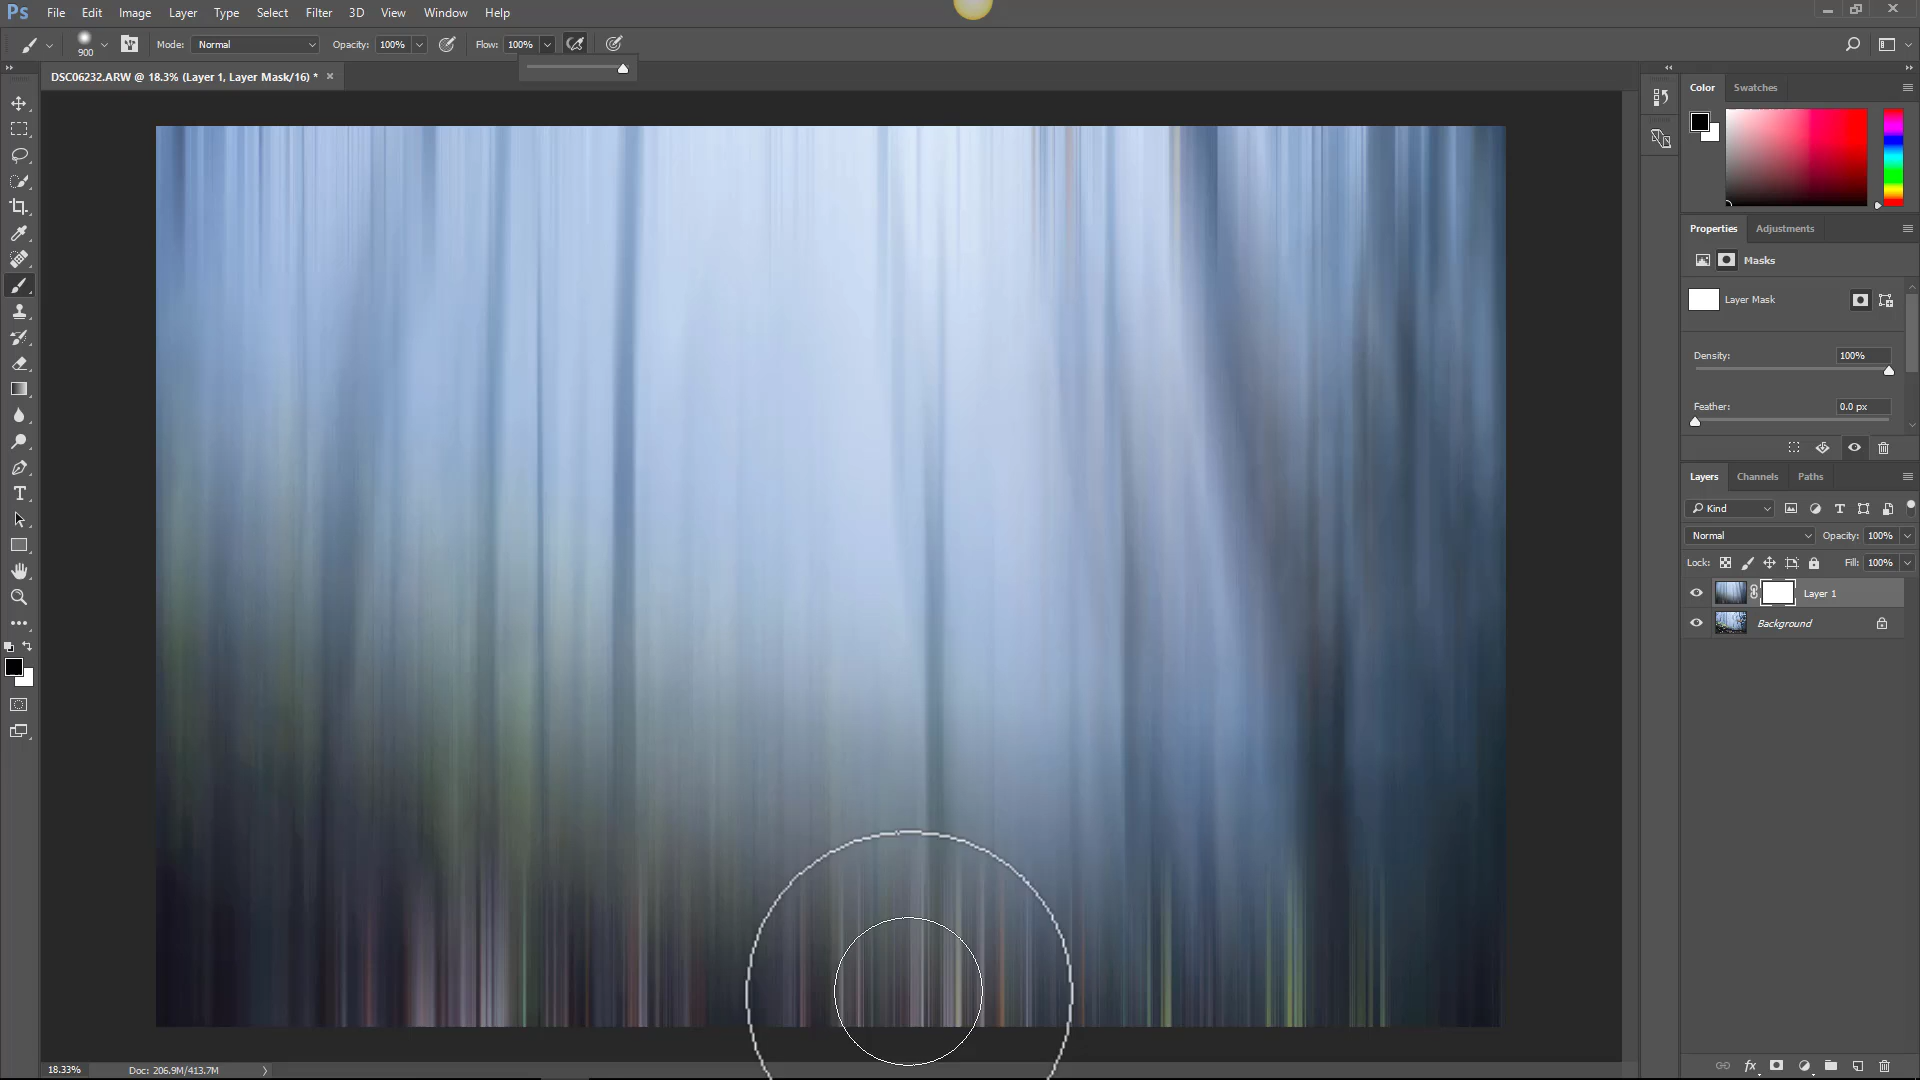 Ps File Edit Image Layer Type Select Filter 3D View Window Help
900 Mode: Normal Opacity: 100% Flow: 100%
DSC06232.ARW @ 18.3% (Layer 1, Layer Mask/16) * ×
Color Swatches
Properties Adjustments
Masks
Layer Mask
Density: 100%
Feather: 0.0 px
Layers Channels Paths
Kind
Normal Opacity: 100%
Lock: Fill: 100%
Layer 1
Background
18.33% Doc: 206.9M/413.7M